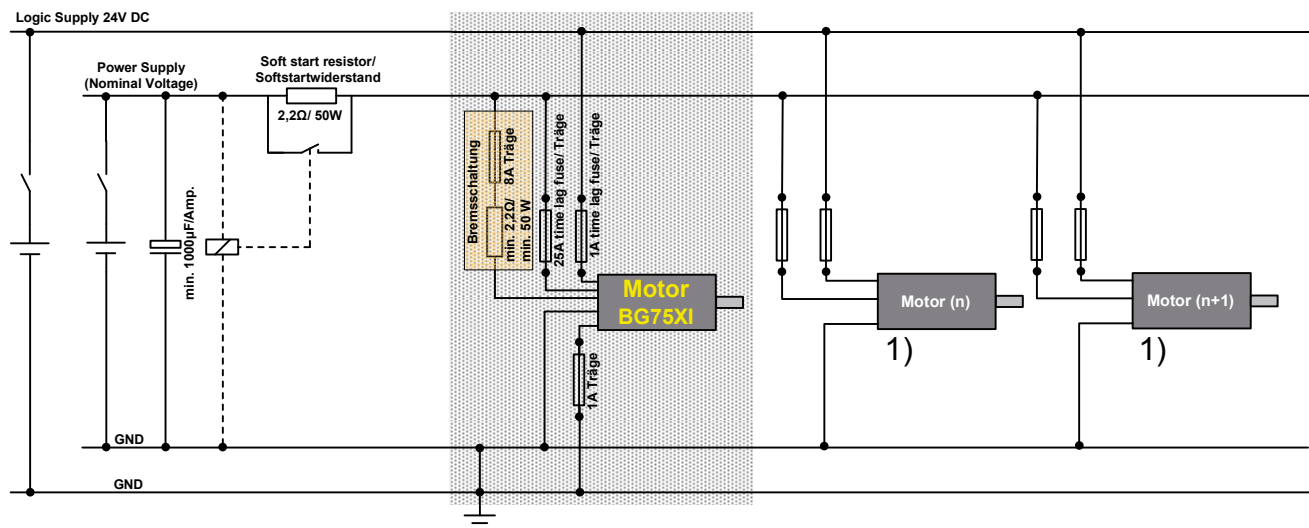 Logic Supply 24V DC
Power Supply
(Nominal Voltage)
Soft start resistor/
Softstartwiderstand
2,2Ω/ 50W
min. 1000µF/Amp.
Bremsschaltung
8A Träge
min. 2,2Ω/
min. 50 W
25A time lag fuse/ Träge
1A time lag fuse/ Träge
Motor
BG75XI
1A Träge
Motor (n)
1)
Motor (n+1)
1)
GND
GND